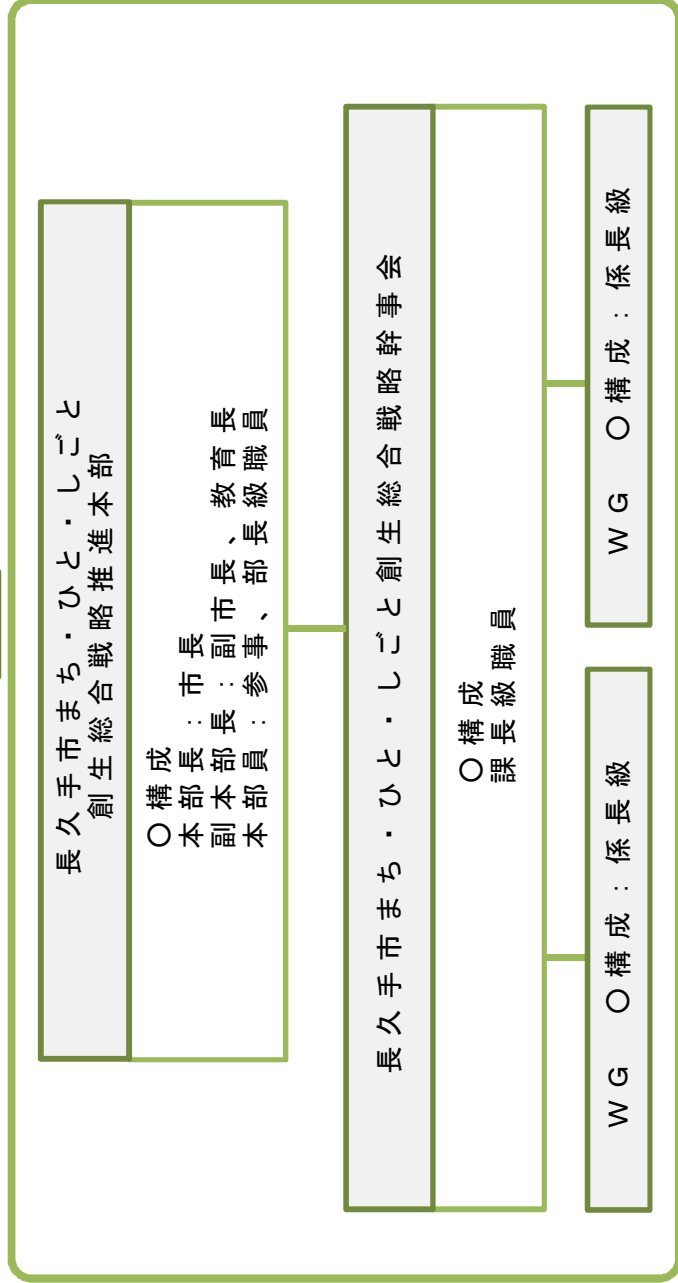 長久手市まち・ひと・しごと
創生総合戦略推進本部
〇構成
本部長：市長
副本部長：副市長、教育長
本部員：参事、部長級職員
長久手市まち・ひと・しごと創生総合戦略幹事会
〇構成
課長級職員
ＷＧ　〇構成：係長級
ＷＧ　〇構成：係長級